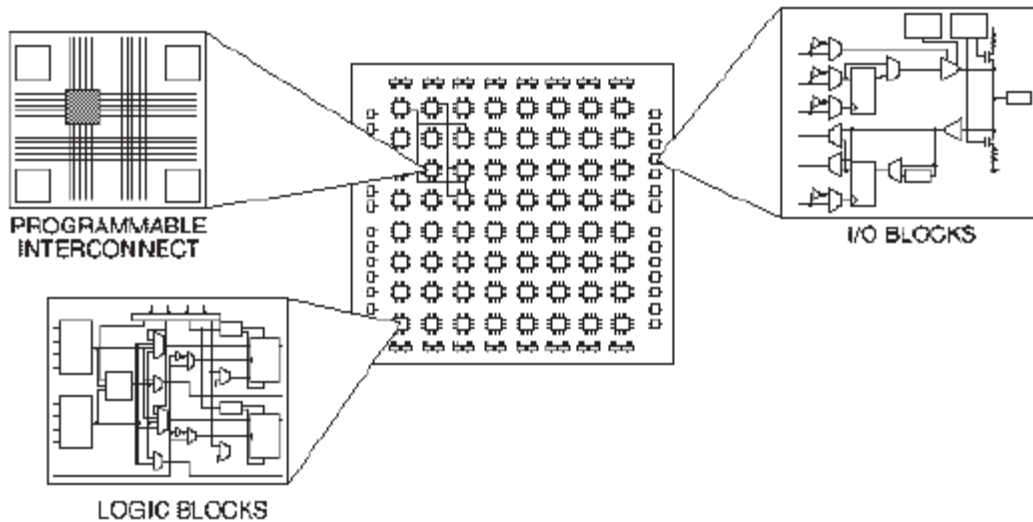 PROGRAMMABLE
INTERCONNECT
I/O BLOCKS
LOGIC BLOCKS